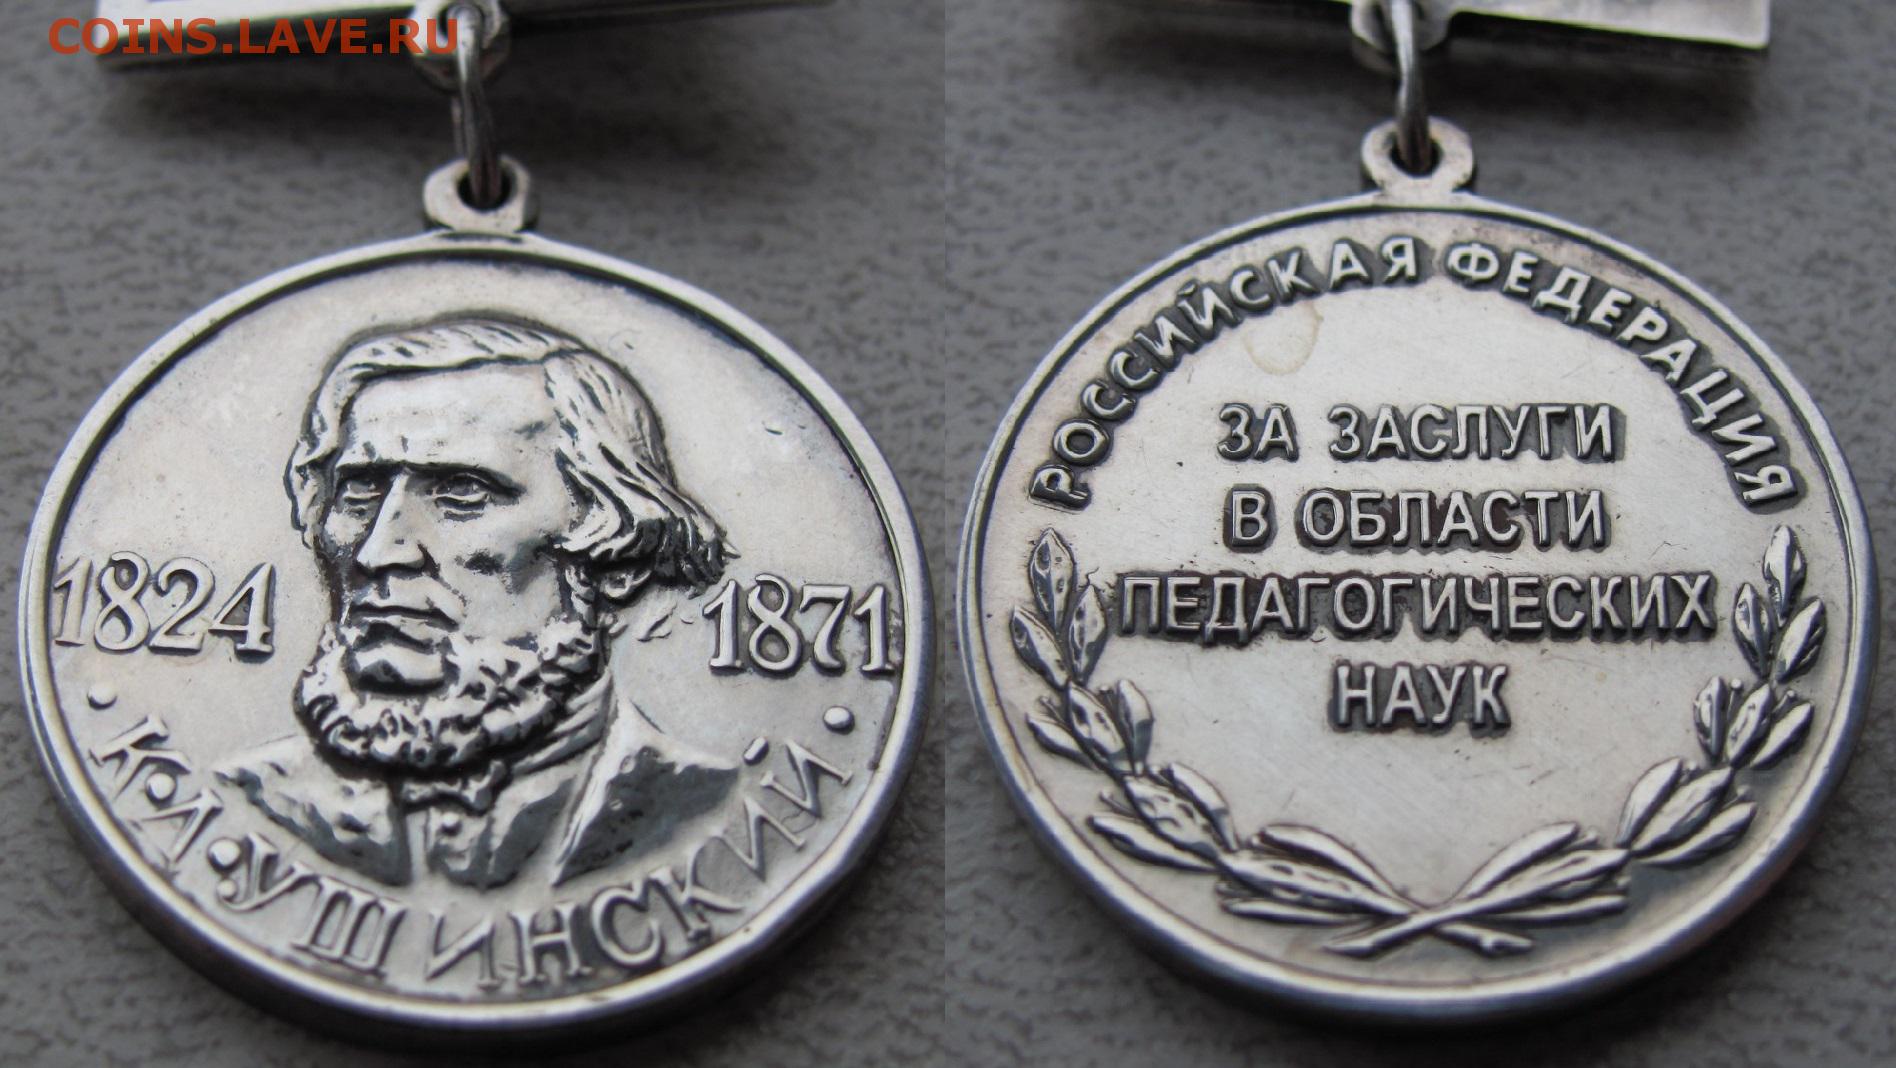 COINS.LAVE.RU
1824
1871
· К·Д·УШИНСКИЙ ·
РОССИЙСКАЯ ФЕДЕРАЦИЯ
ЗА ЗАСЛУГИ
В ОБЛАСТИ
ПЕДАГОГИЧЕСКИХ
НАУК